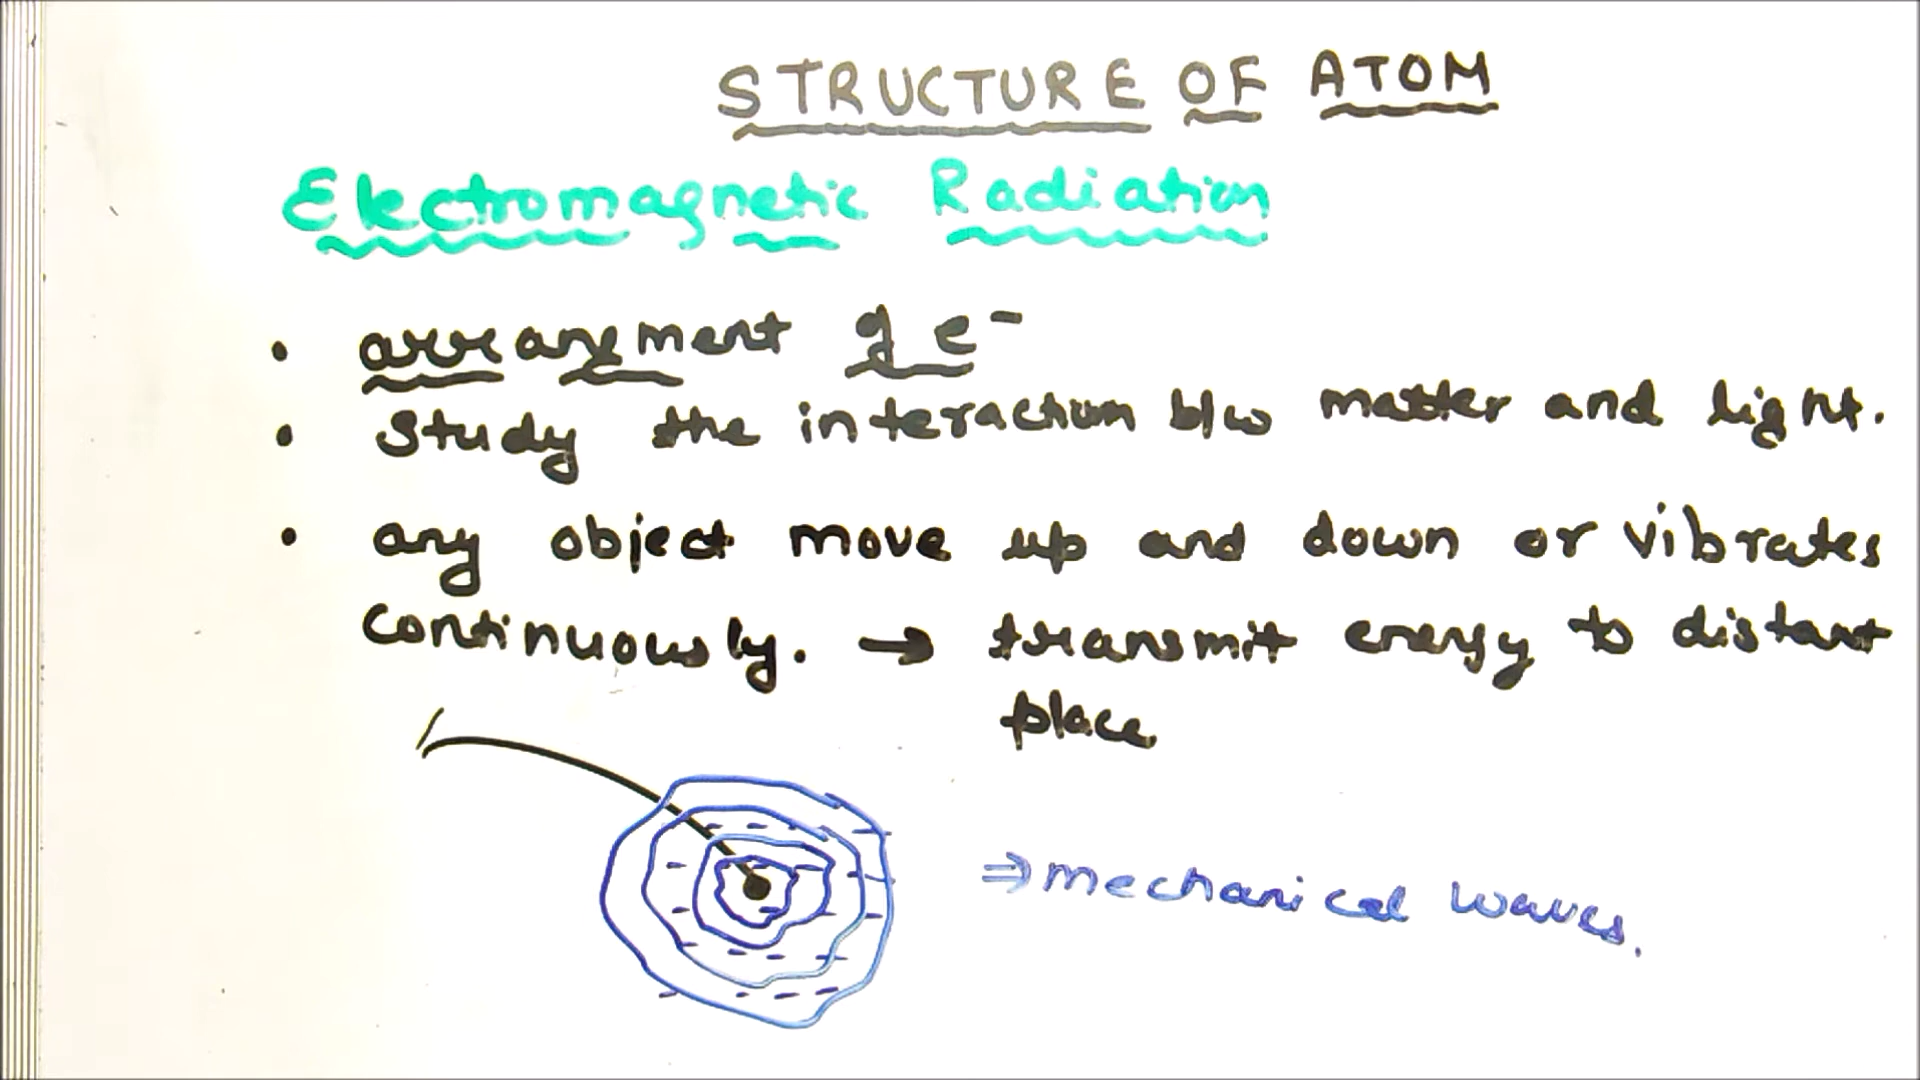 STRUCTURE OF ATOM
Electromagnetic Radiation
• arrangment of e⁻
• Study the interaction b/w matter and light.
• any object move up and down or vibrates
continuously. → transmit energy to distant
place
⇒ mechanical waves.